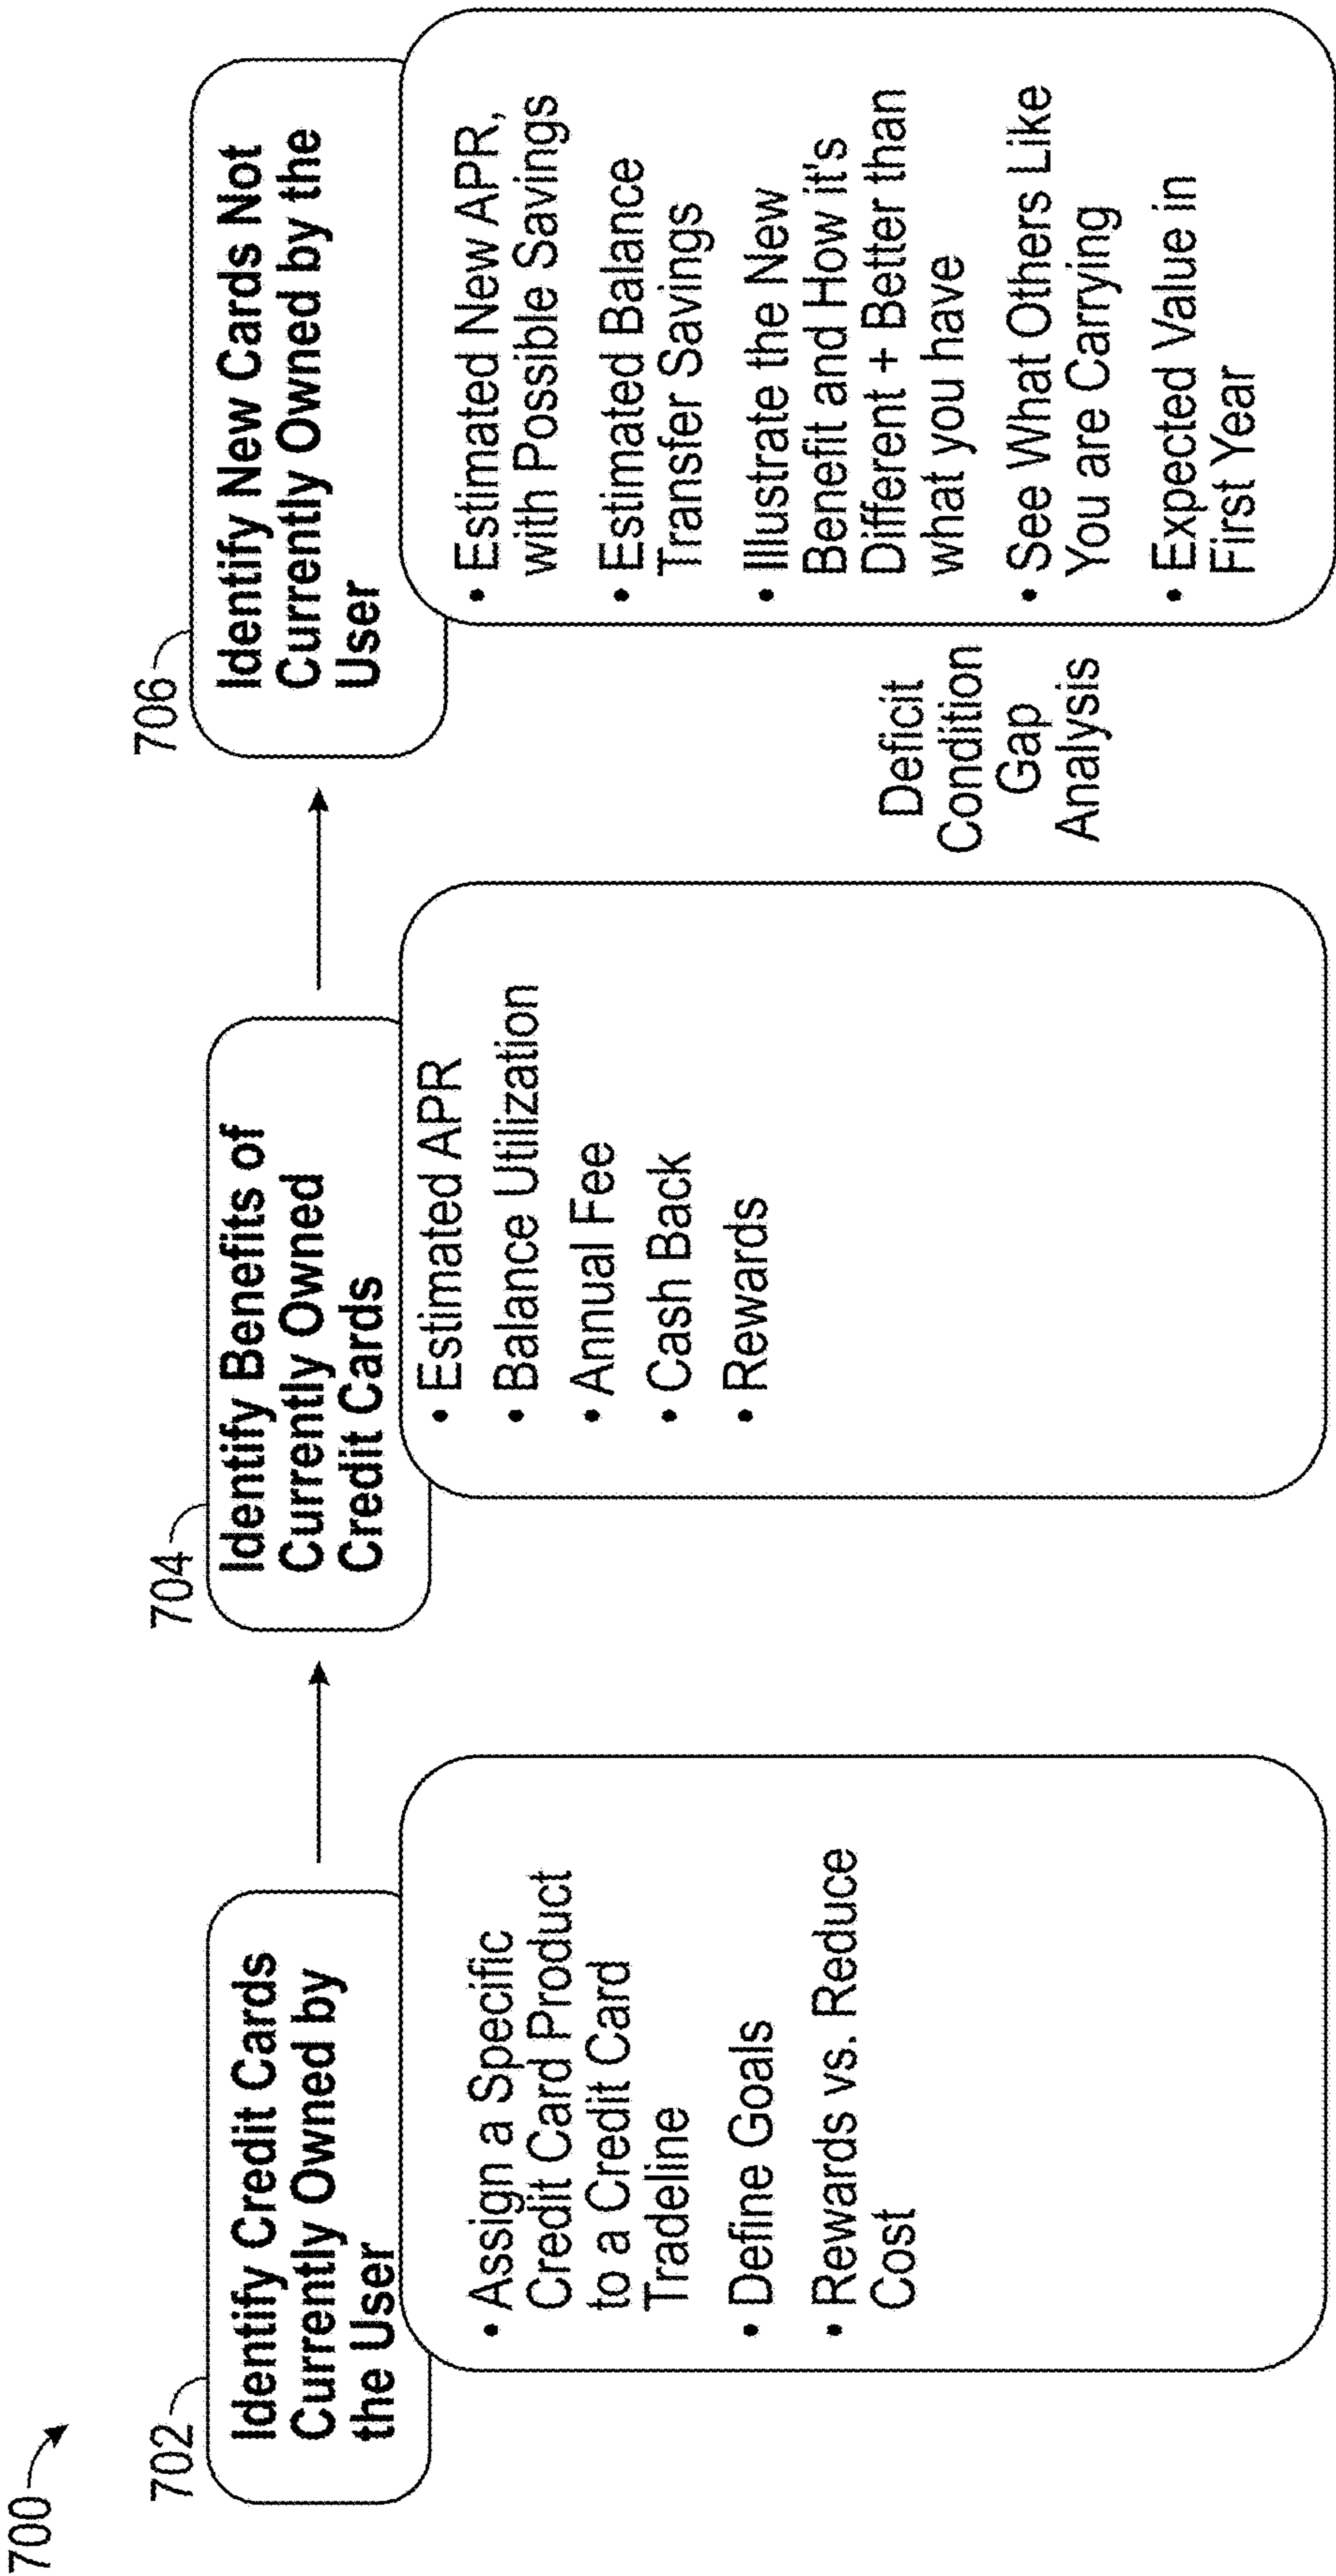 700
702
Identify Credit Cards
Currently Owned by
the User
• Assign a Specific
Credit Card Product
to a Credit Card
Tradeline
• Define Goals
• Rewards vs. Reduce
Cost
704
Identify Benefits of
Currently Owned
Credit Cards
• Estimated APR
• Balance Utilization
• Annual Fee
• Cash Back
• Rewards
Deficit
Condition
Gap
Analysis
706
Identify New Cards Not
Currently Owned by the
User
• Estimated New APR,
with Possible Savings
• Estimated Balance
Transfer Savings
• Illustrate the New
Benefit and How it's
Different + Better than
what you have
• See What Others Like
You are Carrying
• Expected Value in
First Year